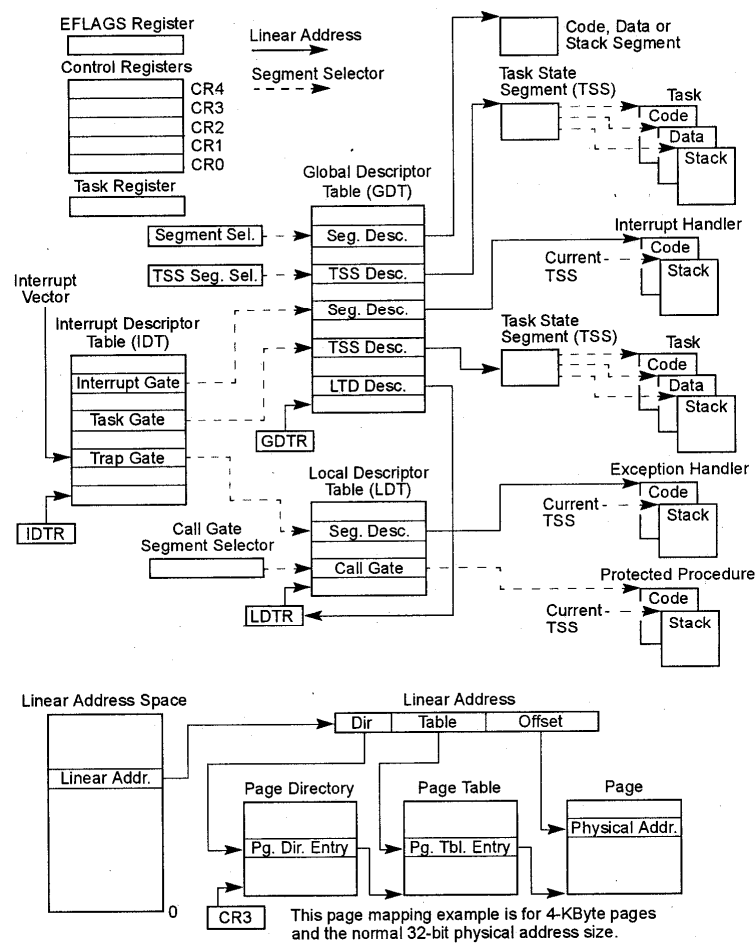 EFLAGS Register
Control Registers
CR4
CR3
CR2
CR1
CR0
Task Register
Linear Address
Segment Selector
Code, Data or
Stack Segment
Task State
Segment (TSS)
Task
Code
Data
Stack
Global Descriptor
Table (GDT)
Segment Sel.
Seg. Desc.
TSS Seg. Sel.
TSS Desc.
Seg. Desc.
TSS Desc.
LTD Desc.
GDTR
Interrupt Handler
Code
Current
TSS
Stack
Interrupt
Vector
Interrupt Descriptor
Table (IDT)
Interrupt Gate
Task Gate
Trap Gate
IDTR
Task State
Segment (TSS)
Task
Code
Data
Stack
Local Descriptor
Table (LDT)
Seg. Desc.
Call Gate
Call Gate
Segment Selector
LDTR
Exception Handler
Code
Current
TSS
Stack
Protected Procedure
Code
Current
TSS
Stack
Linear Address Space
Linear Addr.
0
Linear Address
Dir
Table
Offset
Page Directory
Pg. Dir. Entry
Page Table
Pg. Tbl. Entry
Page
Physical Addr.
CR3
This page mapping example is for 4-KByte pages
and the normal 32-bit physical address size.